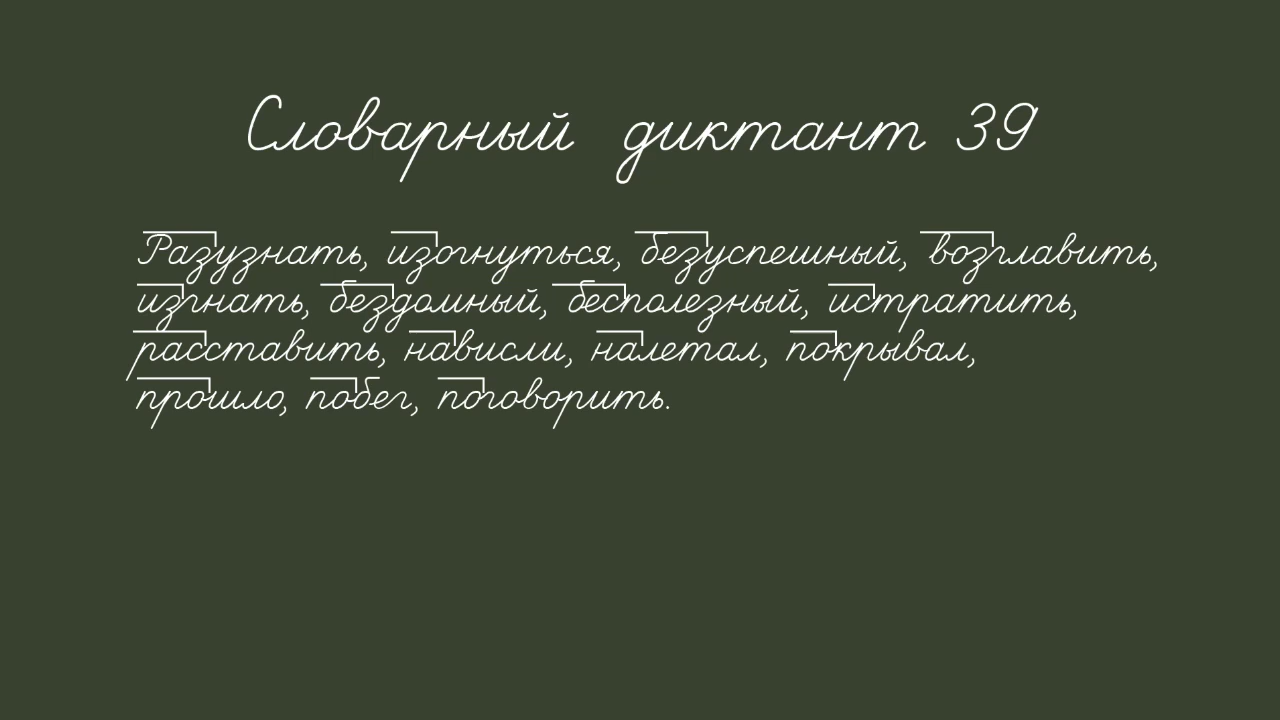 Словарный диктант 39
Разузнать, изогнуться, безуспешный, возглавить,
изгнать, бездомный, бесполезный, истратить,
расставить, нависли, налетал, покрывал,
прошло, побег, поговорить.